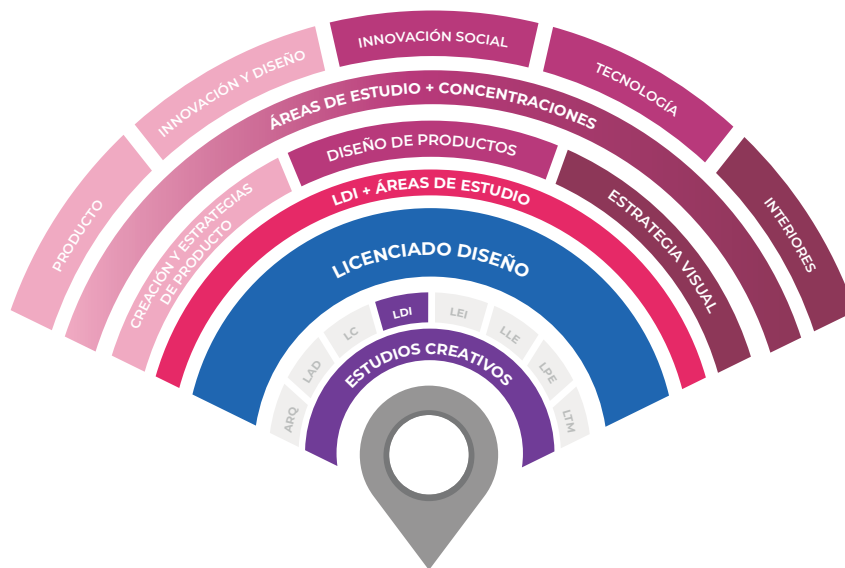 PRODUCTO
INNOVACIÓN Y DISEÑO
INNOVACIÓN SOCIAL
TECNOLOGÍA
INTERIORES
ÁREAS DE ESTUDIO + CONCENTRACIONES
CREACIÓN Y ESTRATEGIAS
DE PRODUCTO
DISEÑO DE PRODUCTOS
ESTRATEGIA VISUAL
LDI + ÁREAS DE ESTUDIO
LICENCIADO DISEÑO
ARQ
LAD
LC
LDI
LEI
LLE
LPE
LTM
ESTUDIOS CREATIVOS